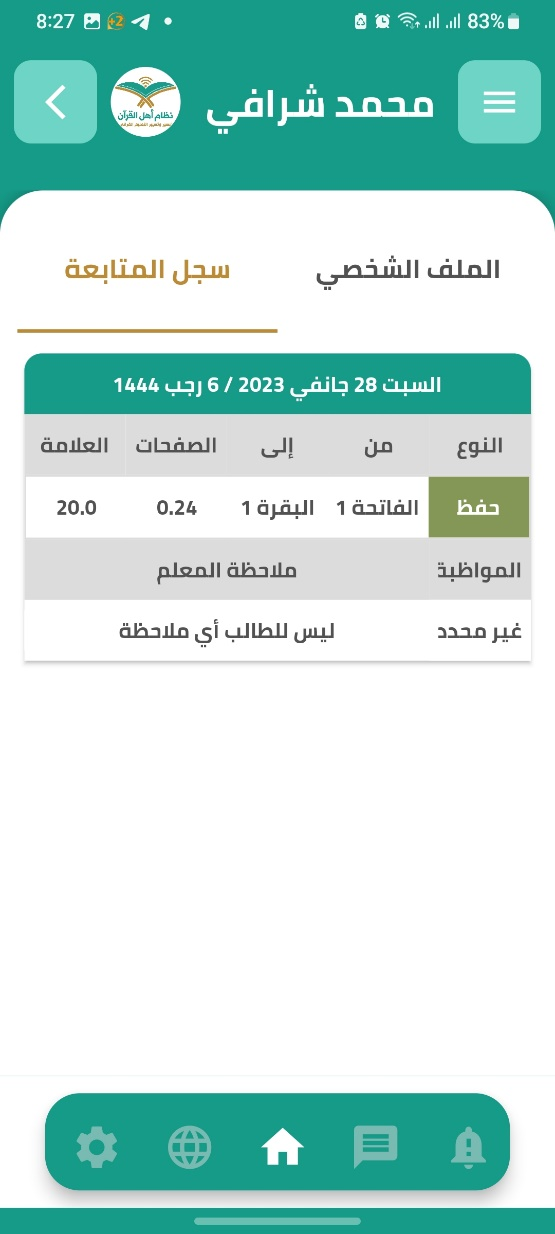 8:27 +2 83%
محمد شرافي
نظام أهل القرآن
الملف الشخصي
سجل المتابعة
السبت 28 جانفي 2023 / 6 رجب 1444
النوع من إلى الصفحات العلامة
حفظ الفاتحة 1 البقرة 1 0.24 20.0
المواظبة ملاحظة المعلم
غير محدد ليس للطالب أي ملاحظة